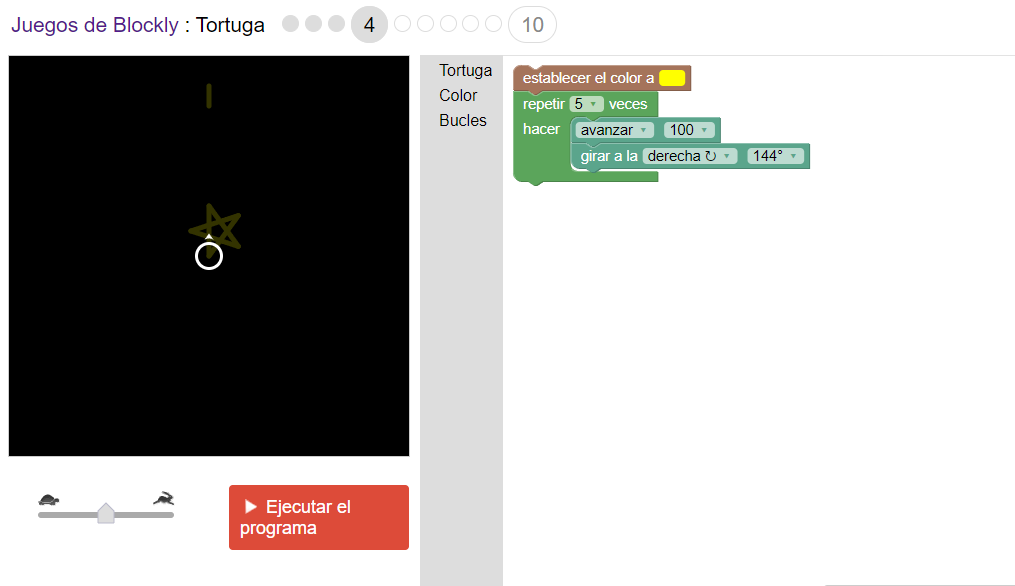 Juegos de Blockly : Tortuga 4 10
Tortuga
Color
Bucles
establecer el color a
repetir 5 veces
hacer avanzar 100
girar a la derecha ↻ 144°
Ejecutar el
programa